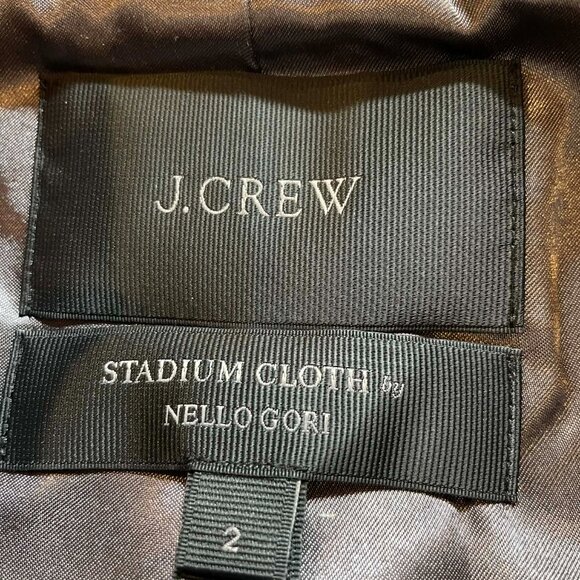 J.CREW
STADIUM CLOTH by
NELLO GORI
2